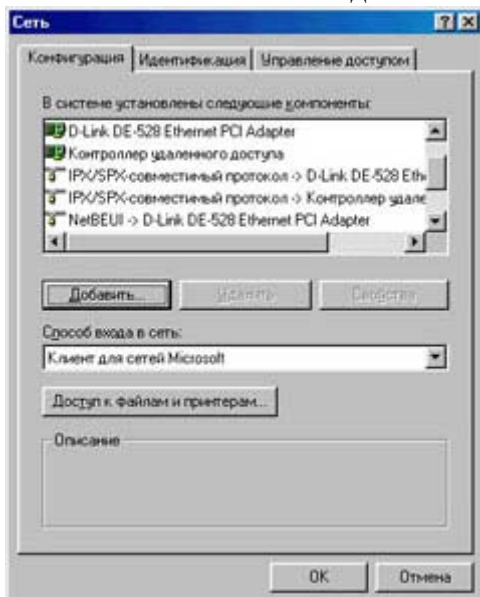 Сеть
Конфигурация Идентификация Управление доступом
В системе установлены следующие компоненты:
D-Link DE-528 Ethernet PCI Adapter
Контроллер удаленного доступа
IPX/SPX-совместимый протокол -> D-Link DE-528 Eth
IPX/SPX-совместимый протокол -> Контроллер удале
NetBEUI -> D-Link DE-528 Ethernet PCI Adapter
Добавить... Удалить Свойства
Способ входа в сеть:
Клиент для сетей Microsoft
Доступ к файлам и принтерам...
Описание
OK Отмена